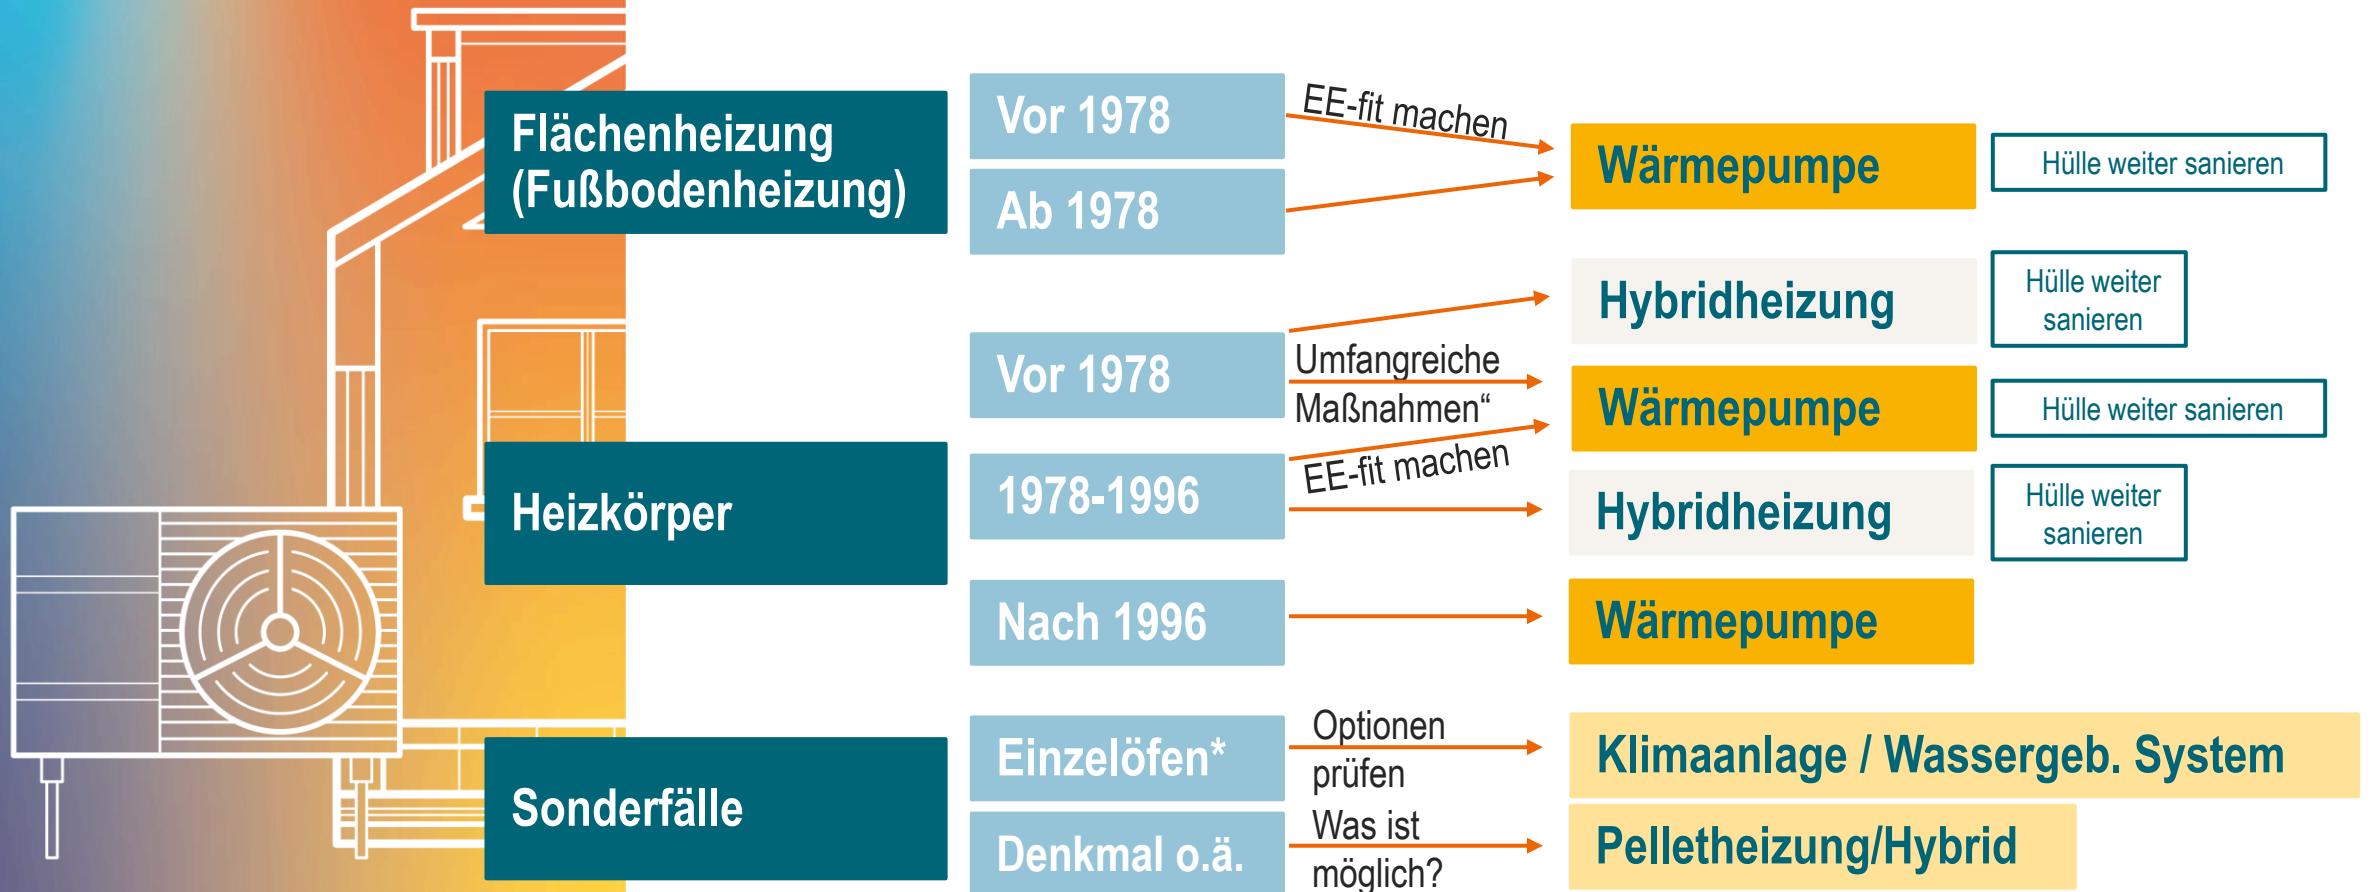 Flächenheizung
(Fußbodenheizung)
Vor 1978
EE-fit machen
Ab 1978
Wärmepumpe
Hülle weiter sanieren
Heizkörper
Vor 1978
Umfangreiche
Maßnahmen“
1978-1996
EE-fit machen
Nach 1996
Hybridheizung
Hülle weiter
sanieren
Wärmepumpe
Hülle weiter sanieren
Hybridheizung
Hülle weiter
sanieren
Wärmepumpe
Sonderfälle
Einzelöfen*
Optionen
prüfen
Klimaanlage / Wassergeb. System
Denkmal o.ä.
Was ist
möglich?
Pelletheizung/Hybrid